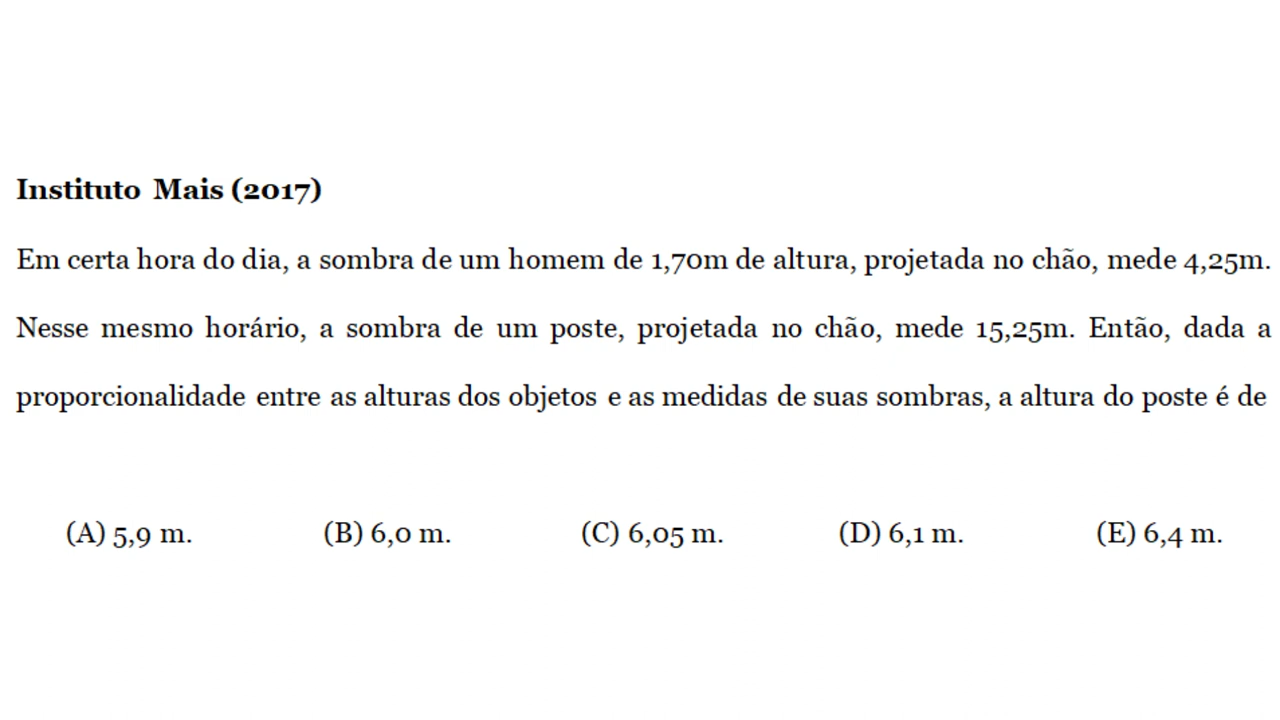 Instituto Mais (2017)
Em certa hora do dia, a sombra de um homem de 1,70m de altura, projetada no chão, mede 4,25m.
Nesse mesmo horário, a sombra de um poste, projetada no chão, mede 15,25m. Então, dada a
proporcionalidade entre as alturas dos objetos e as medidas de suas sombras, a altura do poste é de
(A) 5,9 m. (B) 6,0 m. (C) 6,05 m. (D) 6,1 m. (E) 6,4 m.